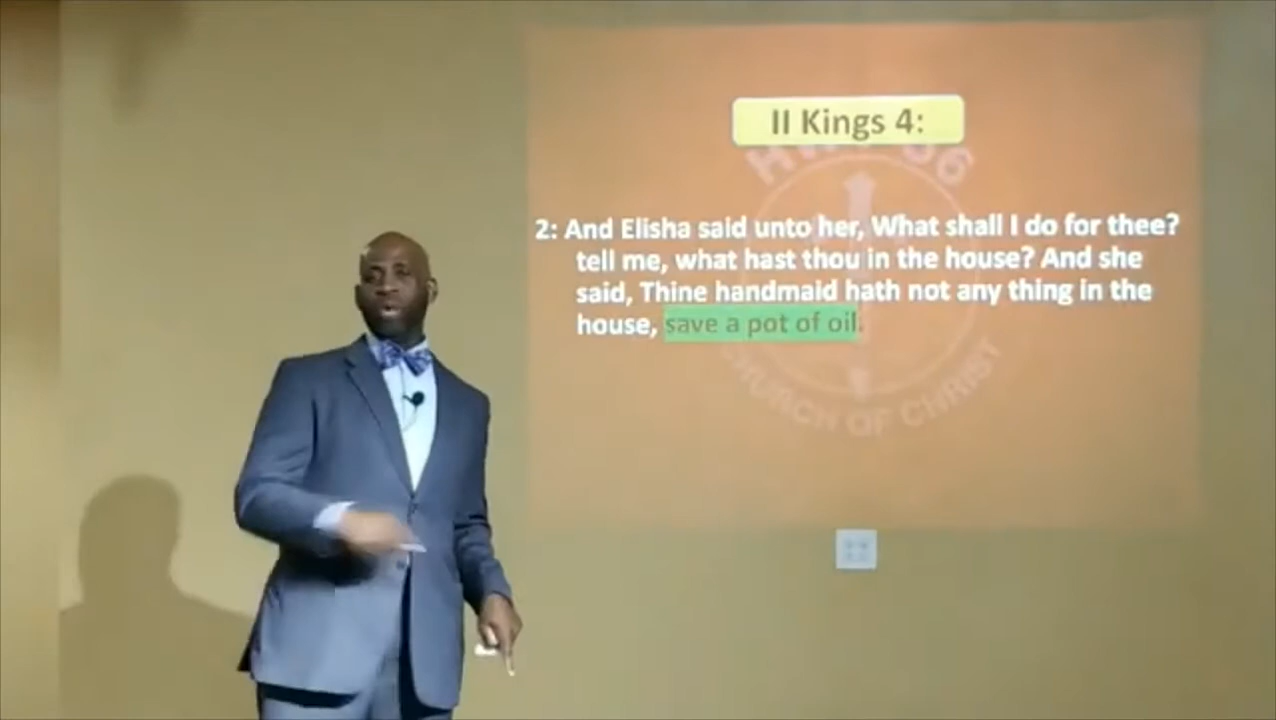 II Kings 4:
2: And Elisha said unto her, What shall I do for thee?
tell me, what hast thou in the house? And she
said, Thine handmaid hath not any thing in the
house, save a pot of oil.
CHURCH OF CHRIST